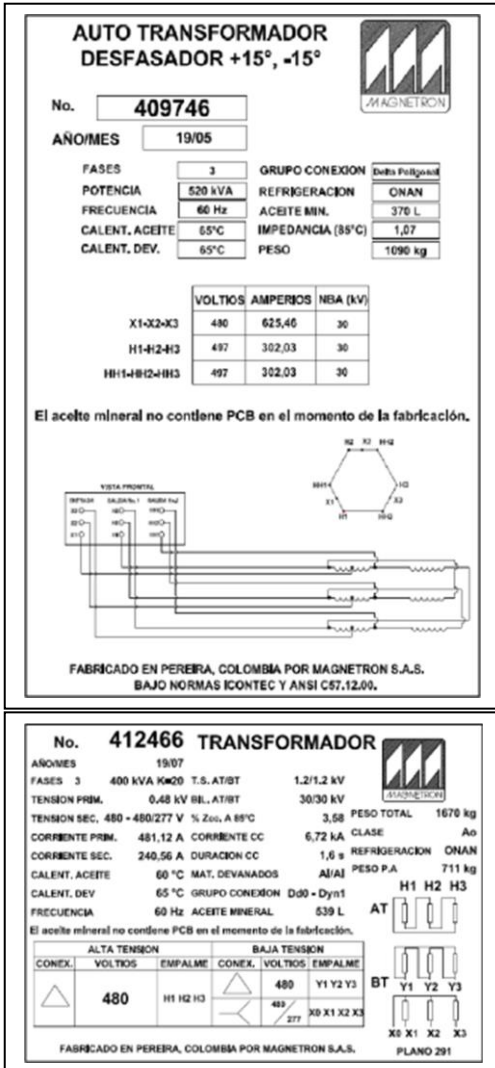 AUTO TRANSFORMADOR
DESFASADOR +15°, -15°
MAGNETRON
No. 409746
AÑO/MES 19/05
FASES 3 GRUPO CONEXION Delta Poligonal
POTENCIA 520 kVA REFRIGERACION ONAN
FRECUENCIA 60 Hz ACEITE MIN. 370 L
CALENT. ACEITE 65°C IMPEDANCIA (85°C) 1,07
CALENT. DEV. 65°C PESO 1090 kg
VOLTIOS AMPERIOS NBA (kV)
X1-X2-X3 480 625,46 30
H1-H2-H3 497 302,03 30
HH1-HH2-HH3 497 302,03 30
El aceite mineral no contiene PCB en el momento de la fabricación.
H2 X2 HH2
HH1 H3
X1 X3
H1
VISTA FRONTAL
FABRICADO EN PEREIRA, COLOMBIA POR MAGNETRON S.A.S.
BAJO NORMAS ICONTEC Y ANSI C57.12.00.
No. 412466 TRANSFORMADOR
MAGNETRON
AÑO/MES 19/07
FASES 3 400 kVA K=20 T.S. AT/BT 1.2/1.2 kV
TENSION PRIM. 0.48 kV BIL. AT/BT 30/30 kV
TENSION SEC. 480 - 480/277 V % Zcc. A 85°C 3,58 PESO TOTAL 1670 kg
CORRIENTE PRIM. 481,12 A CORRIENTE CC 6,72 kA CLASE Ao
CORRIENTE SEC. 240,56 A DURACION CC 1,6 s REFRIGERACION ONAN
CALENT. ACEITE 60 °C MAT. DEVANADOS Al/Al PESO P.A 711 kg
CALENT. DEV 65 °C GRUPO CONEXION Dd0 - Dyn1
FRECUENCIA 60 Hz ACEITE MINERAL 539 L
El aceite mineral no contiene PCB en el momento de la fabricación.
H1 H2 H3
AT
ALTA TENSION BAJA TENSION
CONEX. VOLTIOS EMPALME CONEX. VOLTIOS EMPALME
480 H1 H2 H3 480 Y1 Y2 Y3
480/277 X0 X1 X2 X3
BT Y1 Y2 Y3
X0 X1 X2 X3
FABRICADO EN PEREIRA, COLOMBIA POR MAGNETRON S.A.S. PLANO 291